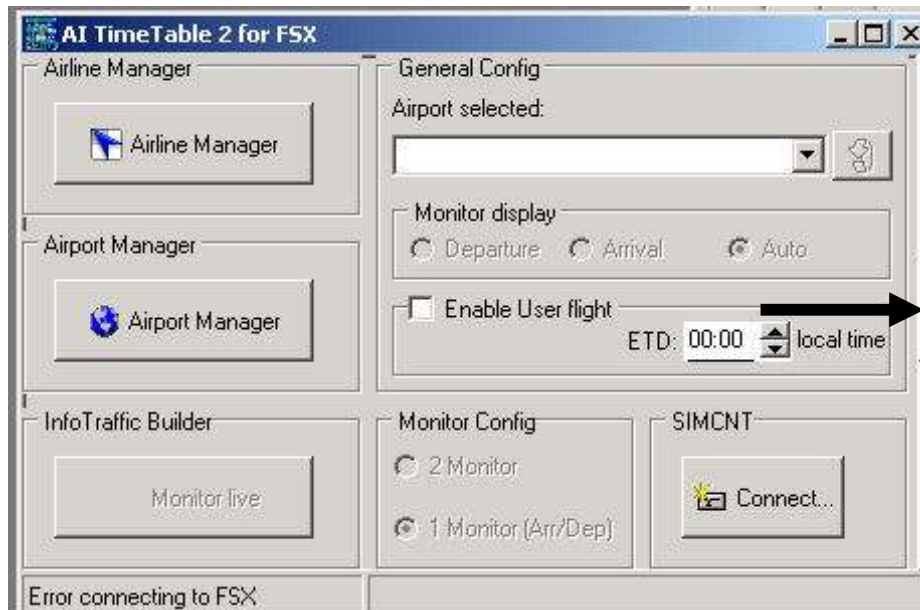 AI TimeTable 2 for FSX
Airline Manager
Airline Manager
General Config
Airport selected:
Monitor display
Departure Arrival Auto
Airport Manager
Airport Manager
Enable User flight
ETD: 00:00 local time
InfoTraffic Builder
Monitor live
Monitor Config
2 Monitor
1 Monitor (Arr/Dep)
SIMCNT
Connect...
Error connecting to FSX